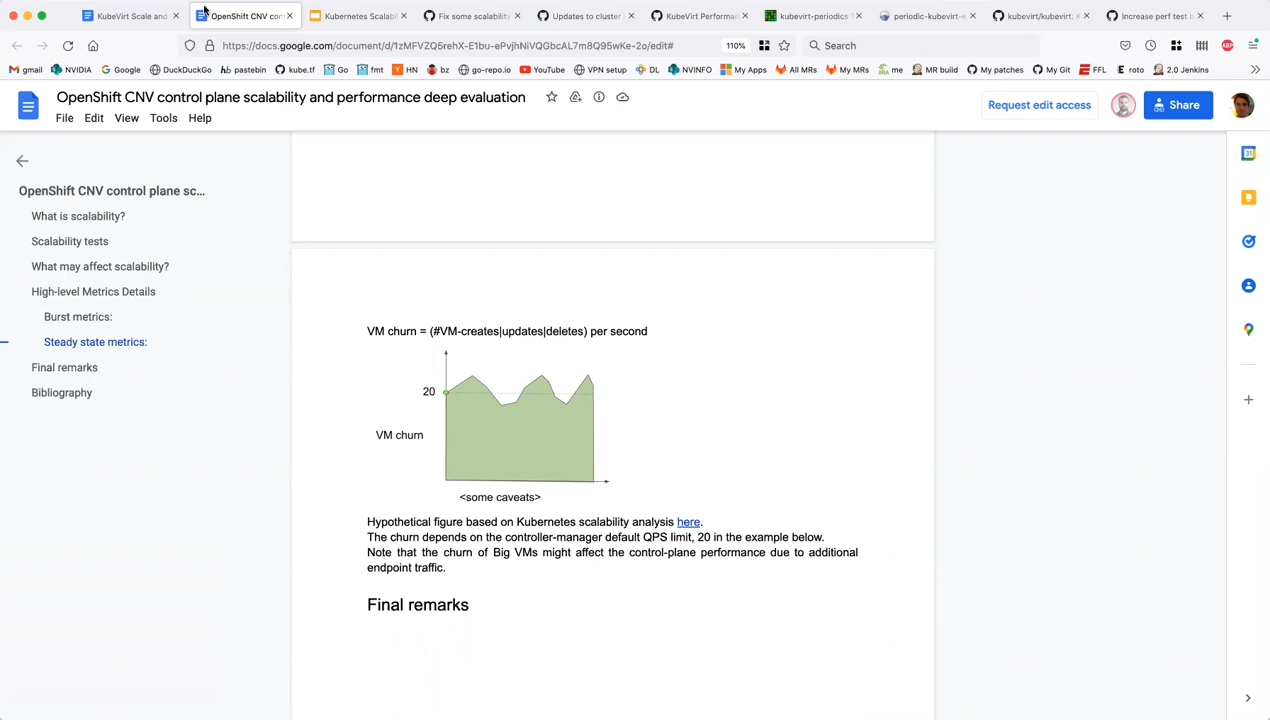 KubeVirt Scale and
OpenShift CNV cont
Kubernetes Scalabi
Fix some scalability
Updates to cluster
KubeVirt Performan
kubevirt-periodics
periodic-kubevirt-e
kubevirt/kubevirt: K
Increase perf test
https://docs.google.com/document/d/1zMFVZQ5rehX-E1bu-ePvjhNiVQGbcAL7m8Q95wKe-2o/edit#
110%
Search
gmail
NVIDIA
Google
DuckDuckGo
pastebin
kube.tf
Go
fmt
HN
bz
go-repo.io
YouTube
VPN setup
DL
NVINFO
My Apps
All MRs
My MRs
me
MR build
My patches
My Git
FFL
roto
2.0 Jenkins
OpenShift CNV control plane scalability and performance deep evaluation
File Edit View Tools Help
Request edit access
Share
OpenShift CNV control plane sc...
What is scalability?
Scalability tests
What may affect scalability?
High-level Metrics Details
Burst metrics:
Steady state metrics:
Final remarks
Bibliography
VM churn = (#VM-creates|updates|deletes) per second
20
VM churn
<some caveats>
Hypothetical figure based on Kubernetes scalability analysis here.
The churn depends on the controller-manager default QPS limit, 20 in the example below.
Note that the churn of Big VMs might affect the control-plane performance due to additional
endpoint traffic.
Final remarks